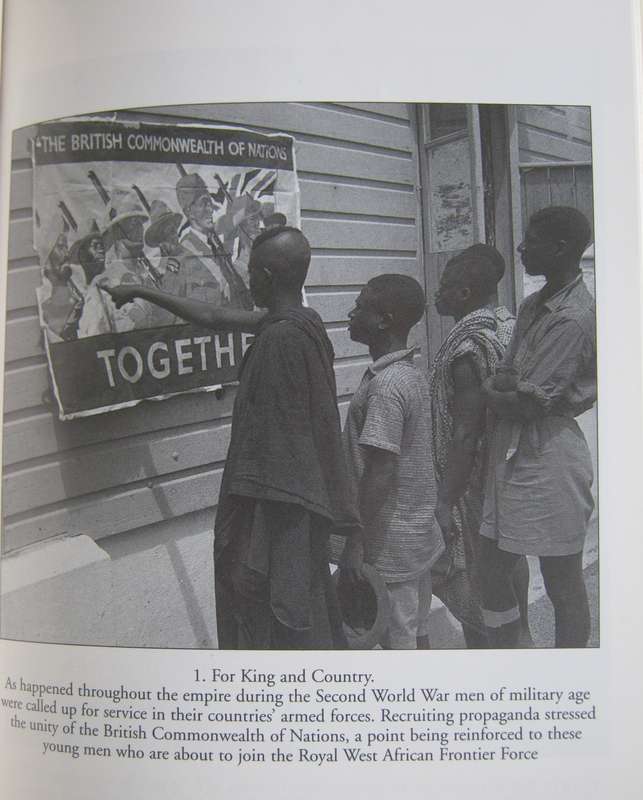 THE BRITISH COMMONWEALTH OF NATIONS
TOGETHE
1. For King and Country.
As happened throughout the empire during the Second World War men of military age
were called up for service in their countries' armed forces. Recruiting propaganda stressed
the unity of the British Commonwealth of Nations, a point being reinforced to these
young men who are about to join the Royal West African Frontier Force